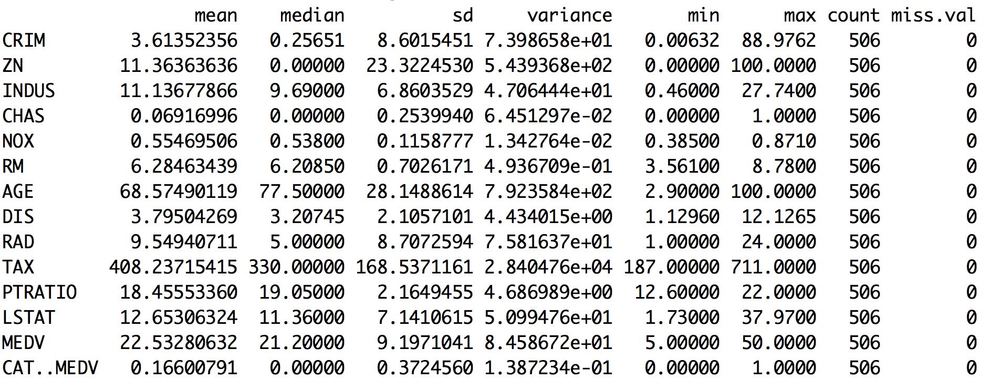 mean median sd variance min max count miss.val
CRIM 3.61352356 0.25651 8.6015451 7.398658e+01 0.00632 88.9762 506 0
ZN 11.36363636 0.00000 23.3224530 5.439368e+02 0.00000 100.0000 506 0
INDUS 11.13677866 9.69000 6.8603529 4.706444e+01 0.46000 27.7400 506 0
CHAS 0.06916996 0.00000 0.2539940 6.451297e-02 0.00000 1.0000 506 0
NOX 0.55469506 0.53800 0.1158777 1.342764e-02 0.38500 0.8710 506 0
RM 6.28463439 6.20850 0.7026171 4.936709e-01 3.56100 8.7800 506 0
AGE 68.57490119 77.50000 28.1488614 7.923584e+02 2.90000 100.0000 506 0
DIS 3.79504269 3.20745 2.1057101 4.434015e+00 1.12960 12.1265 506 0
RAD 9.54940711 5.00000 8.7072594 7.581637e+01 1.00000 24.0000 506 0
TAX 408.23715415 330.00000 168.5371161 2.840476e+04 187.00000 711.0000 506 0
PTRATIO 18.45553360 19.05000 2.1649455 4.686989e+00 12.60000 22.0000 506 0
LSTAT 12.65306324 11.36000 7.1410615 5.099476e+01 1.73000 37.9700 506 0
MEDV 22.53280632 21.20000 9.1971041 8.458672e+01 5.00000 50.0000 506 0
CAT..MEDV 0.16600791 0.00000 0.3724560 1.387234e-01 0.00000 1.0000 506 0